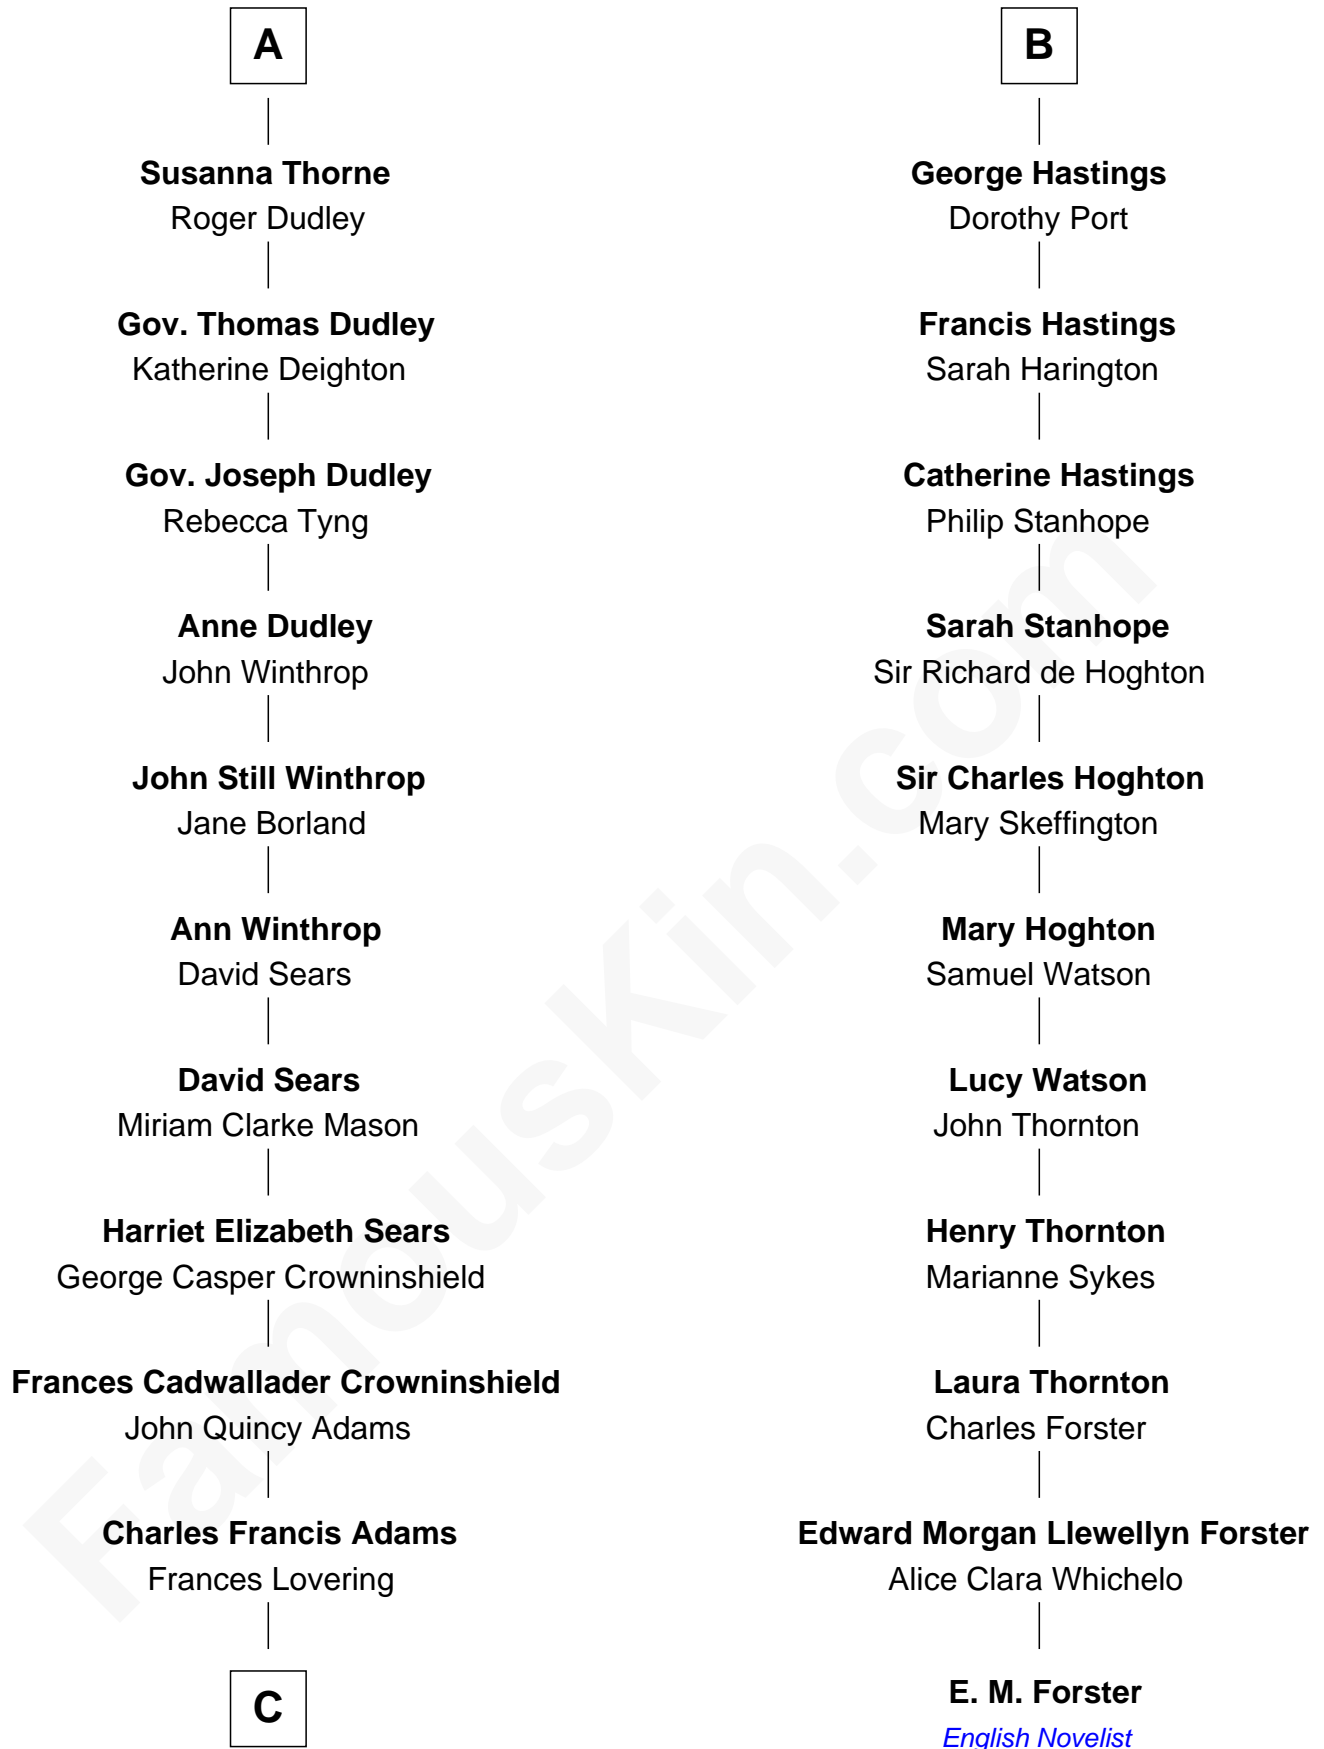 A
Susanna Thorne
Roger Dudley
Gov. Thomas Dudley
Katherine Deighton
Gov. Joseph Dudley
Rebecca Tyng
Anne Dudley
John Winthrop
John Still Winthrop
Jane Borland
Ann Winthrop
David Sears
David Sears
Miriam Clarke Mason
Harriet Elizabeth Sears
George Casper Crowninshield
Frances Cadwallader Crowninshield
John Quincy Adams
Charles Francis Adams
Frances Lovering
C
B
George Hastings
Dorothy Port
Francis Hastings
Sarah Harington
Catherine Hastings
Philip Stanhope
Sarah Stanhope
Sir Richard de Hoghton
Sir Charles Hoghton
Mary Skeffington
Mary Hoghton
Samuel Watson
Lucy Watson
John Thornton
Henry Thornton
Marianne Sykes
Laura Thornton
Charles Forster
Edward Morgan Llewellyn Forster
Alice Clara Whichelo
E. M. Forster
English Novelist
FamousKin.com